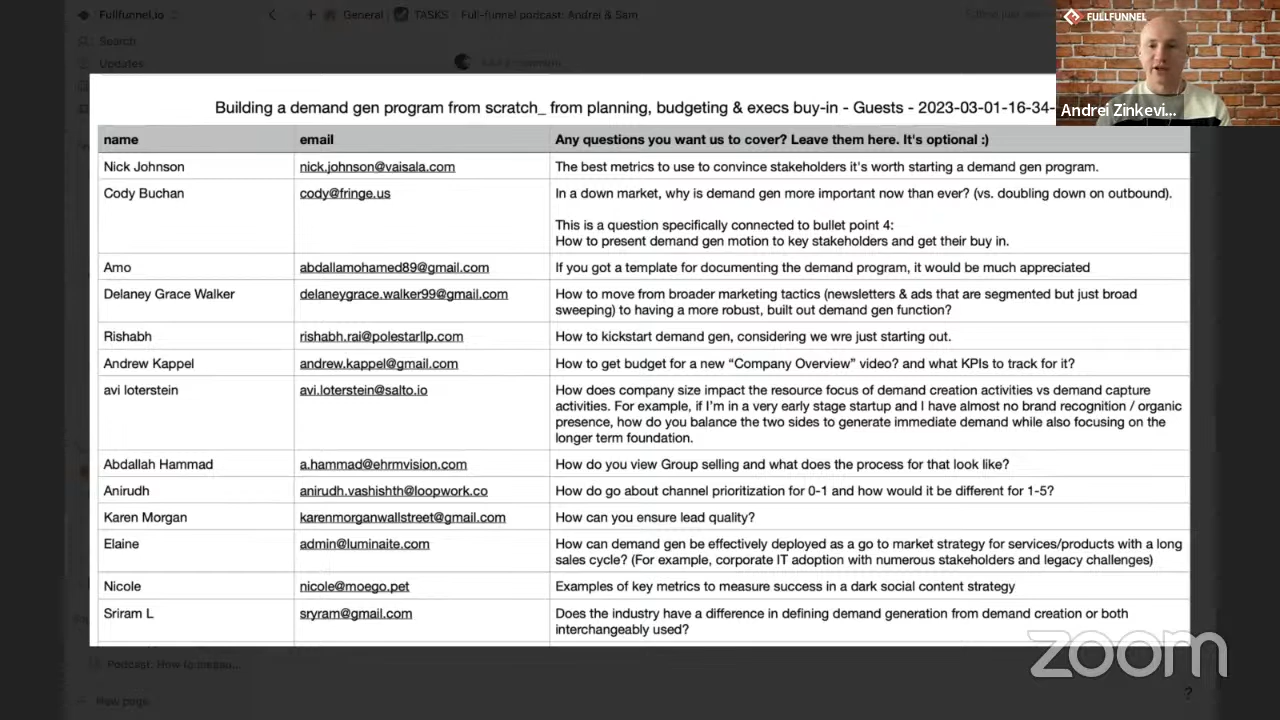 Fullfunnel.io
General
TASKS
Full-funnel podcast: Andrei & Sam
Search
Updates
FULLFUNNEL
Andrei Zinkevi...
Building a demand gen program from scratch_ from planning, budgeting & execs buy-in - Guests - 2023-03-01-16-34-
name email Any questions you want us to cover? Leave them here. It's optional :)
Nick Johnson nick.johnson@vaisala.com The best metrics to use to convince stakeholders it's worth starting a demand gen program.
Cody Buchan cody@fringe.us In a down market, why is demand gen more important now than ever? (vs. doubling down on outbound).
This is a question specifically connected to bullet point 4:
How to present demand gen motion to key stakeholders and get their buy in.
Amo abdallamohamed89@gmail.com If you got a template for documenting the demand program, it would be much appreciated
Delaney Grace Walker delaneygrace.walker99@gmail.com How to move from broader marketing tactics (newsletters & ads that are segmented but just broad
sweeping) to having a more robust, built out demand gen function?
Rishabh rishabh.rai@polestarllp.com How to kickstart demand gen, considering we wre just starting out.
Andrew Kappel andrew.kappel@gmail.com How to get budget for a new “Company Overview” video? and what KPIs to track for it?
avi loterstein avi.loterstein@salto.io How does company size impact the resource focus of demand creation activities vs demand capture
activities. For example, if I'm in a very early stage startup and I have almost no brand recognition / organic
presence, how do you balance the two sides to generate immediate demand while also focusing on the
longer term foundation.
Abdallah Hammad a.hammad@ehrmvision.com How do you view Group selling and what does the process for that look like?
Anirudh anirudh.vashishth@loopwork.co How do go about channel prioritization for 0-1 and how would it be different for 1-5?
Karen Morgan karenmorganwallstreet@gmail.com How can you ensure lead quality?
Elaine admin@luminaite.com How can demand gen be effectively deployed as a go to market strategy for services/products with a long
sales cycle? (For example, corporate IT adoption with numerous stakeholders and legacy challenges)
Nicole nicole@moego.pet Examples of key metrics to measure success in a dark social content strategy
Sriram L sryram@gmail.com Does the industry have a difference in defining demand generation from demand creation or both
interchangeably used?
zoom
Podcast: How to
New page
?